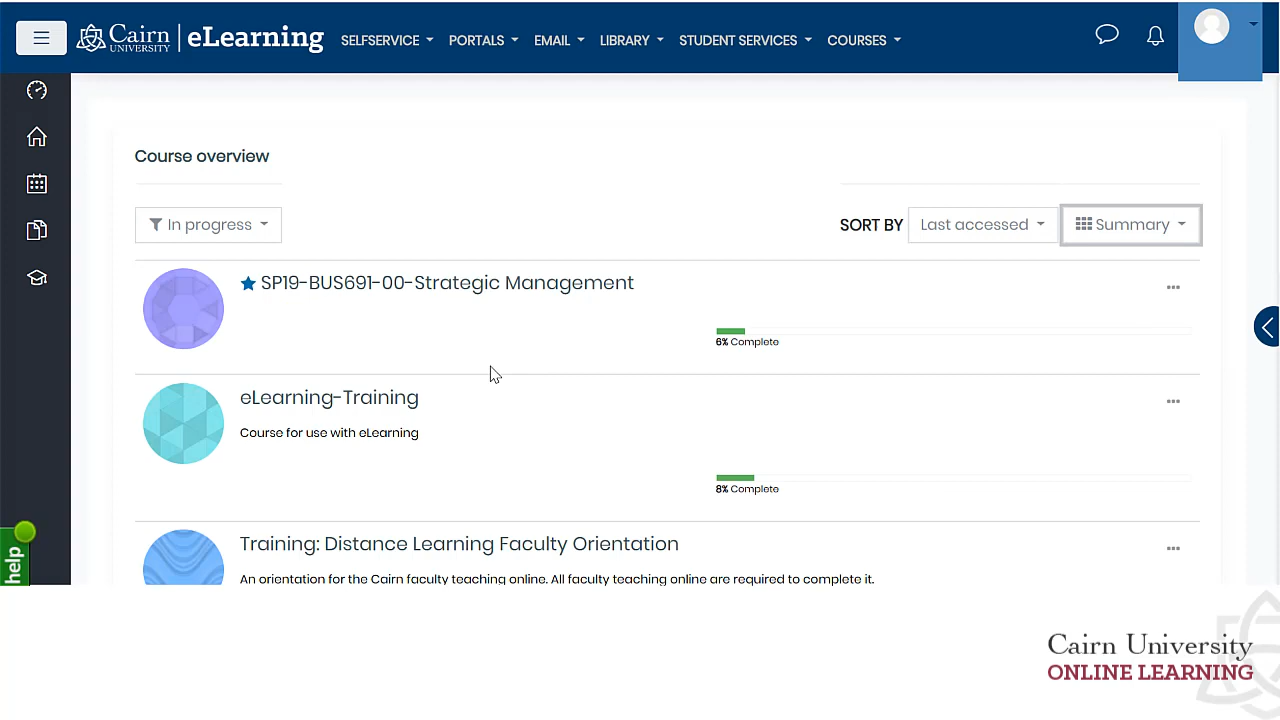 Cairn UNIVERSITY | eLearning SELFSERVICE PORTALS EMAIL LIBRARY STUDENT SERVICES COURSES
Course overview
In progress SORT BY Last accessed Summary
SP19-BUS691-00-Strategic Management
6% Complete
eLearning-Training
Course for use with eLearning
8% Complete
Training: Distance Learning Faculty Orientation
An orientation for the Cairn faculty teaching online. All faculty teaching online are required to complete it.
help
Cairn University
ONLINE LEARNING